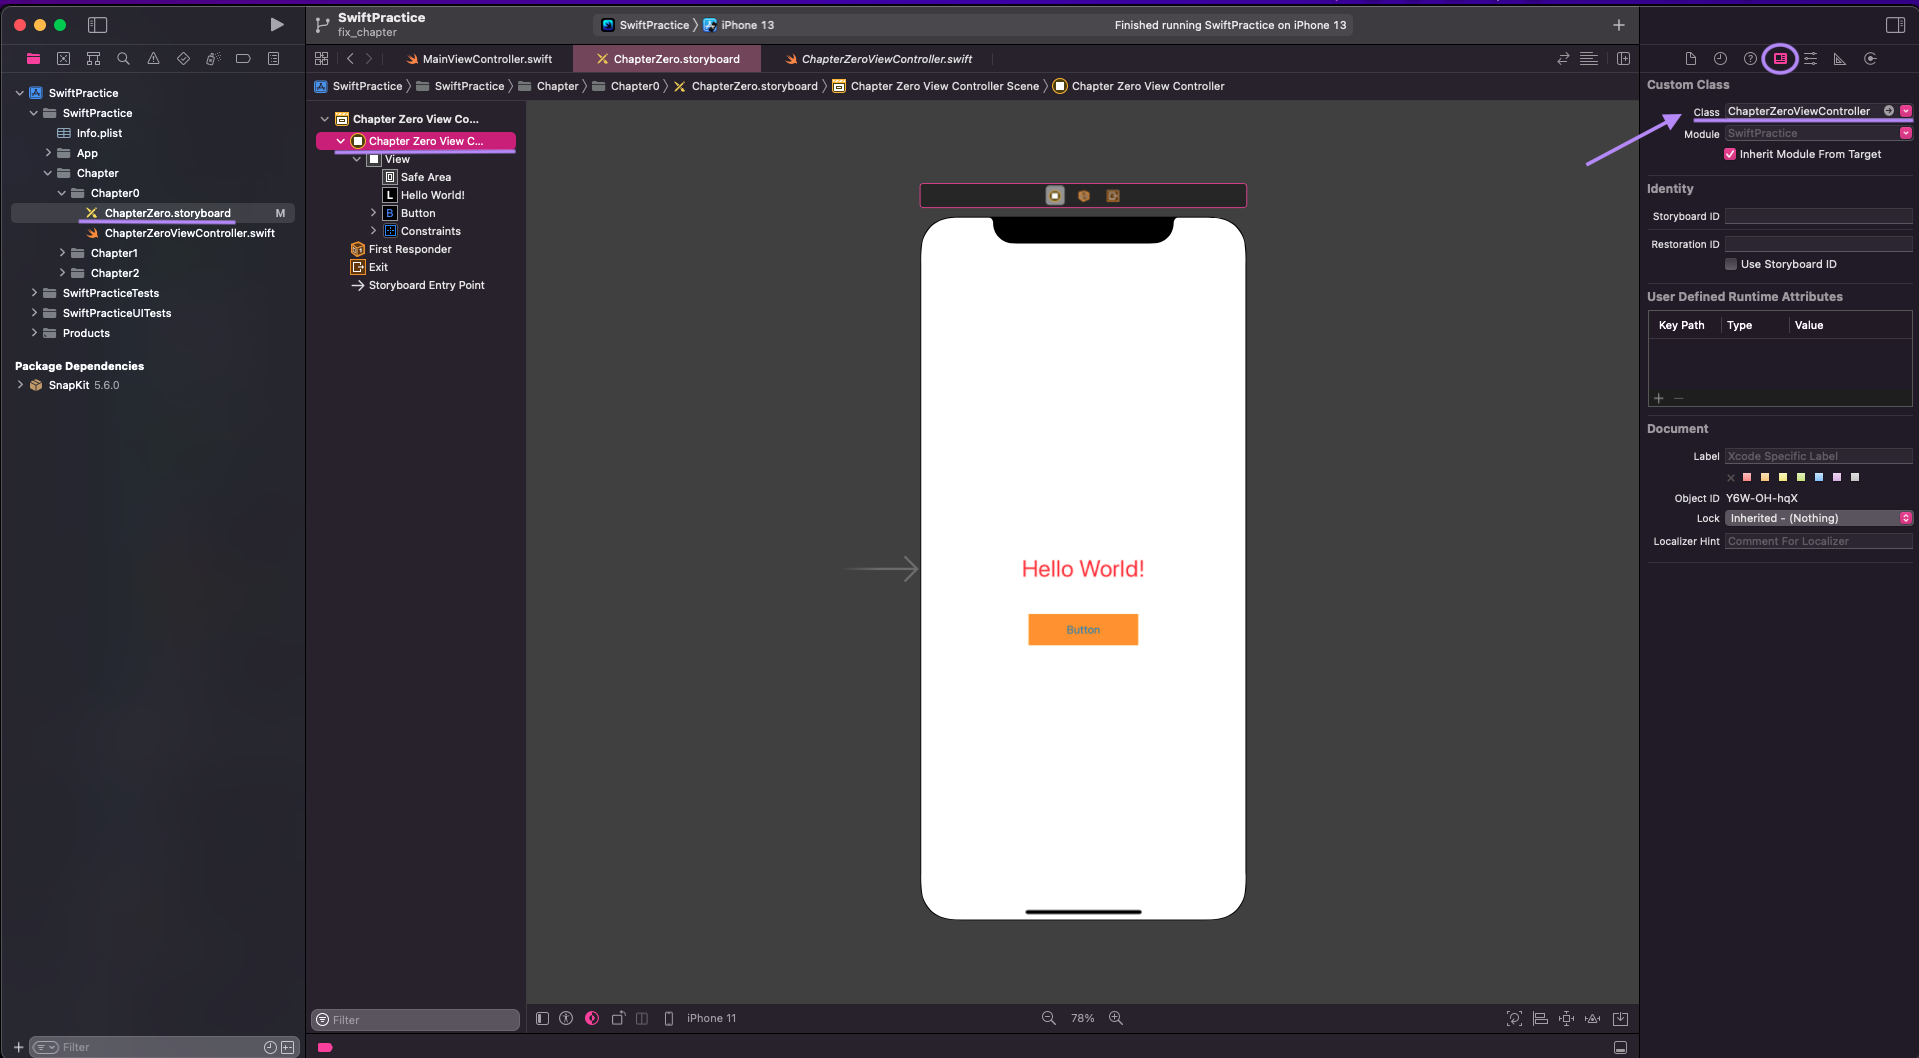 SwiftPractice
fix_chapter
SwiftPractice
iPhone 13
Finished running SwiftPractice on iPhone 13
MainViewController.swift
ChapterZero.storyboard
ChapterZeroViewController.swift
SwiftPractice
SwiftPractice
Chapter
Chapter0
ChapterZero.storyboard
Chapter Zero View Controller Scene
Chapter Zero View Controller
SwiftPractice
SwiftPractice
Info.plist
App
Chapter
Chapter0
ChapterZero.storyboard M
ChapterZeroViewController.swift
Chapter1
Chapter2
SwiftPracticeTests
SwiftPracticeUITests
Products
Package Dependencies
SnapKit 5.6.0
Filter
Chapter Zero View Co...
Chapter Zero View C...
View
Safe Area
L Hello World!
B Button
Constraints
First Responder
Exit
Storyboard Entry Point
Filter
Hello World!
Button
iPhone 11
78%
Custom Class
Class ChapterZeroViewController
Module SwiftPractice
Inherit Module From Target
Identity
Storyboard ID
Restoration ID
Use Storyboard ID
User Defined Runtime Attributes
Key Path Type Value
Document
Label Xcode Specific Label
Object ID Y6W-OH-hqX
Lock Inherited - (Nothing)
Localizer Hint Comment For Localizer